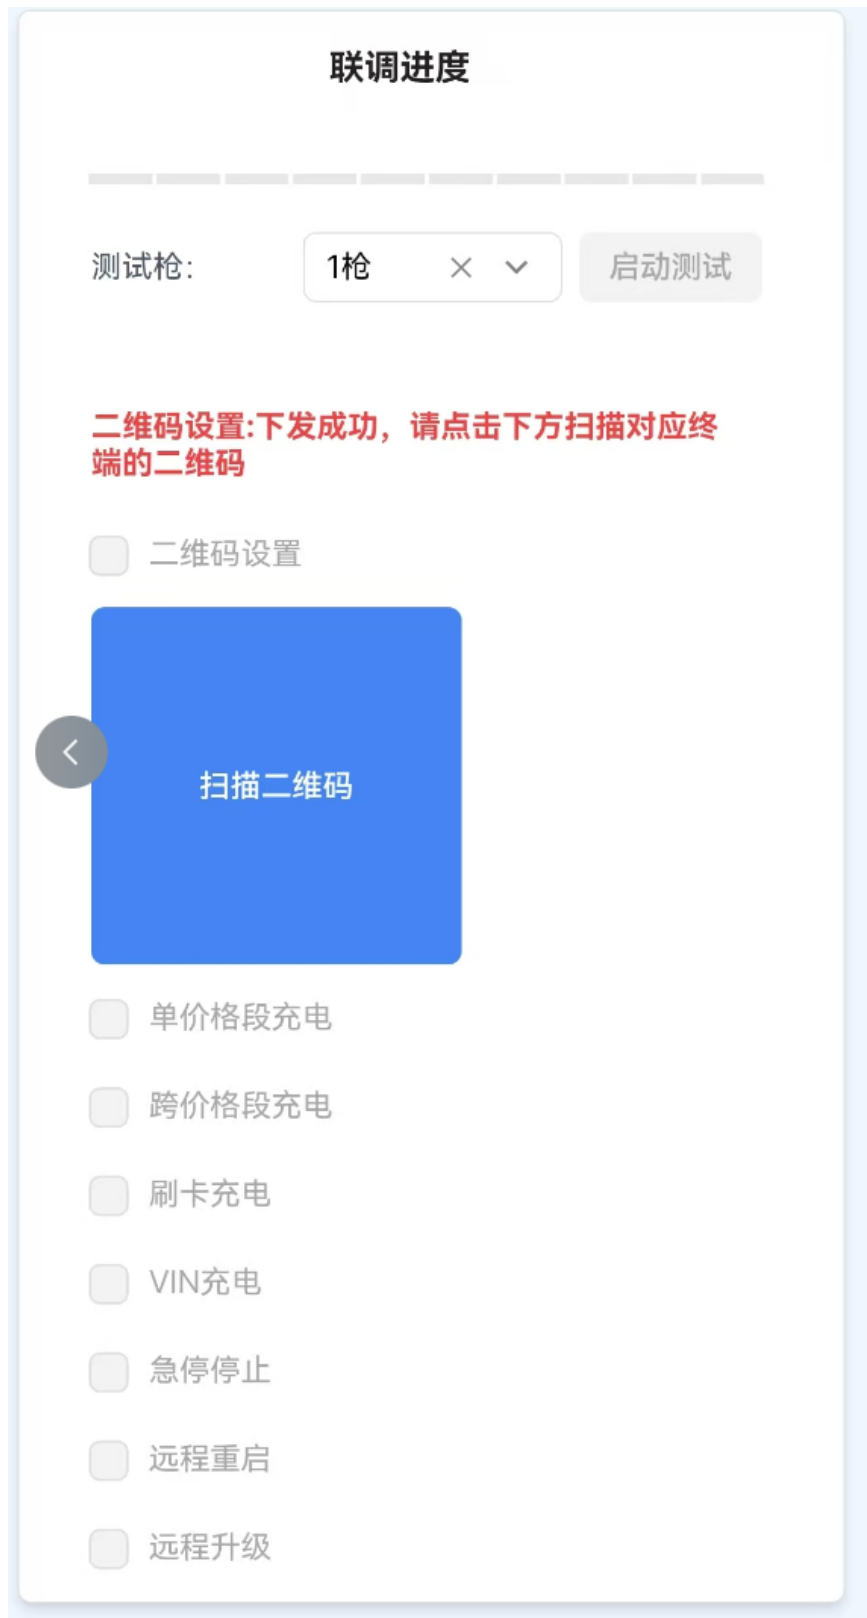 联调进度
测试枪：
1枪
启动测试
二维码设置:下发成功，请点击下方扫描对应终
端的二维码
二维码设置
扫描二维码
单价格段充电
跨价格段充电
刷卡充电
VIN充电
急停停止
远程重启
远程升级